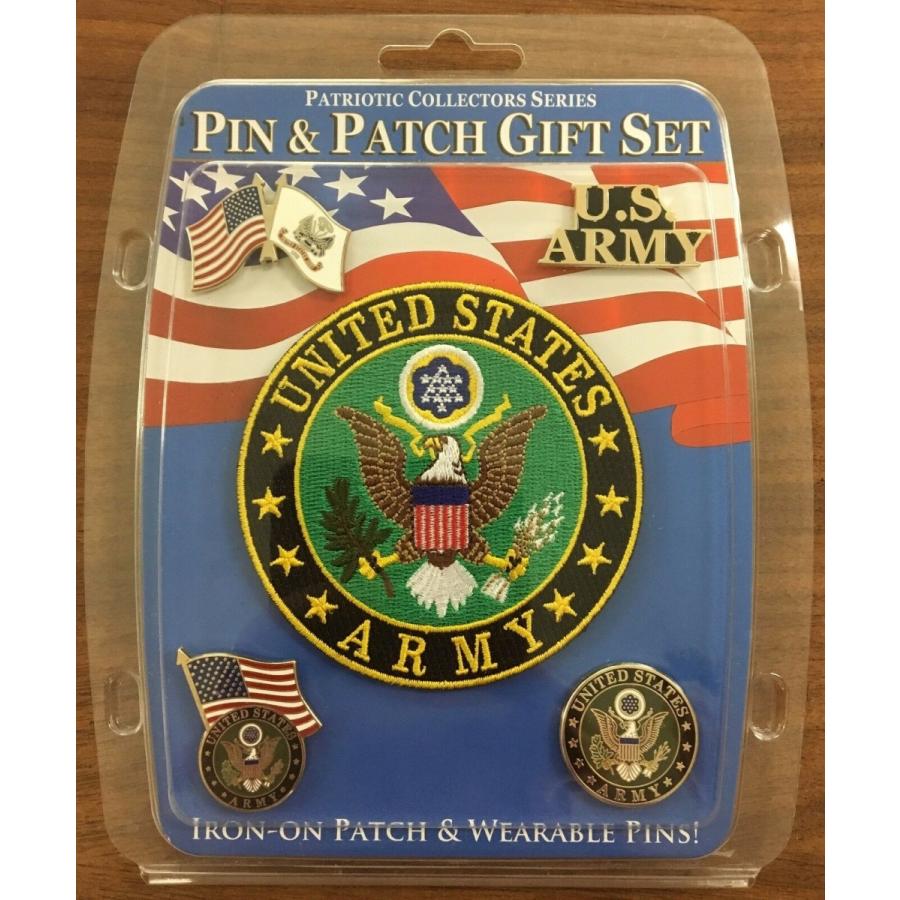 PATRIOTIC COLLECTORS SERIES
PIN & PATCH GIFT SET
U.S.
ARMY
UNITED STATES
ARMY
UNITED STATES
ARMY
UNITED STATES
ARMY
IRON-ON PATCH & WEARABLE PINS!